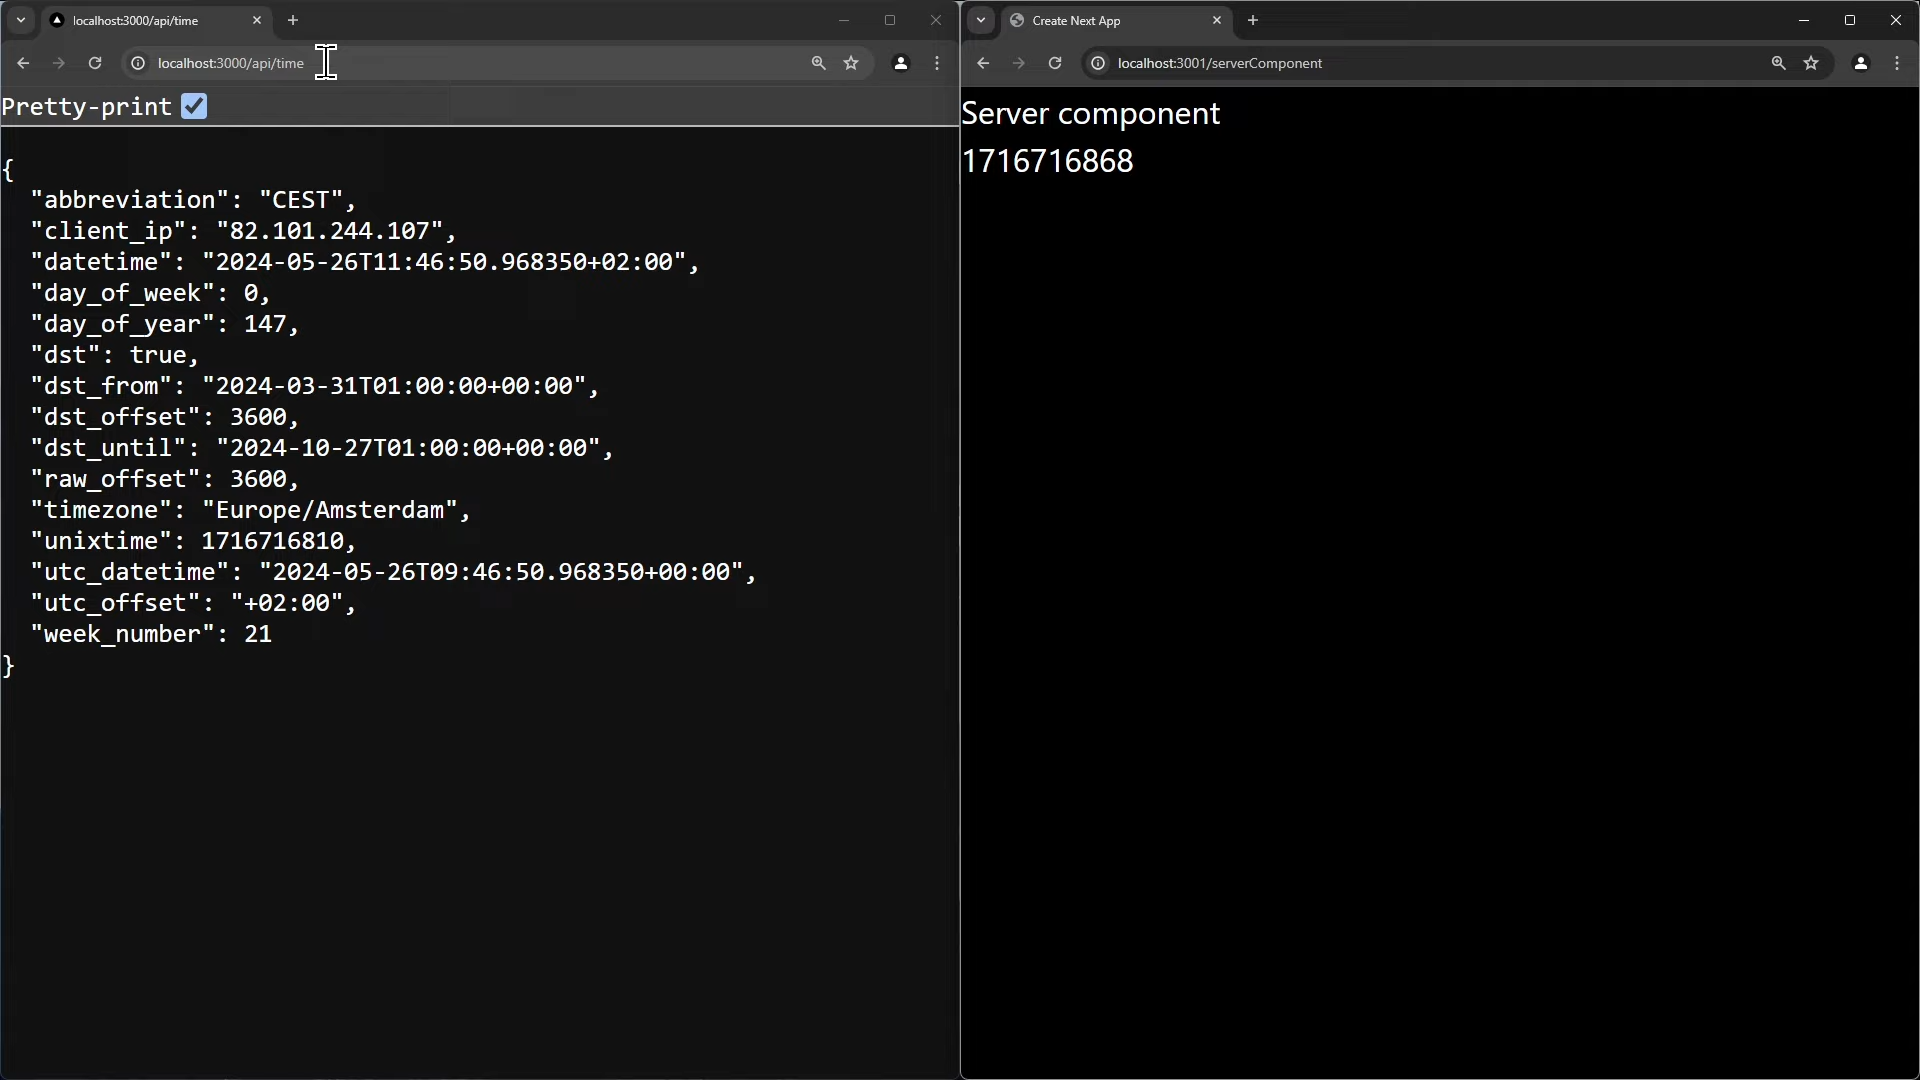 localhost:3000/api/time
localhost:3000/api/time
Pretty-print
{
"abbreviation": "CEST",
"client_ip": "82.101.244.107",
"datetime": "2024-05-26T11:46:50.968350+02:00",
"day_of_week": 0,
"day_of_year": 147,
"dst": true,
"dst_from": "2024-03-31T01:00:00+00:00",
"dst_offset": 3600,
"dst_until": "2024-10-27T01:00:00+00:00",
"raw_offset": 3600,
"timezone": "Europe/Amsterdam",
"unixtime": 1716716810,
"utc_datetime": "2024-05-26T09:46:50.968350+00:00",
"utc_offset": "+02:00",
"week_number": 21
}
Create Next App
localhost:3001/serverComponent
Server component
1716716868